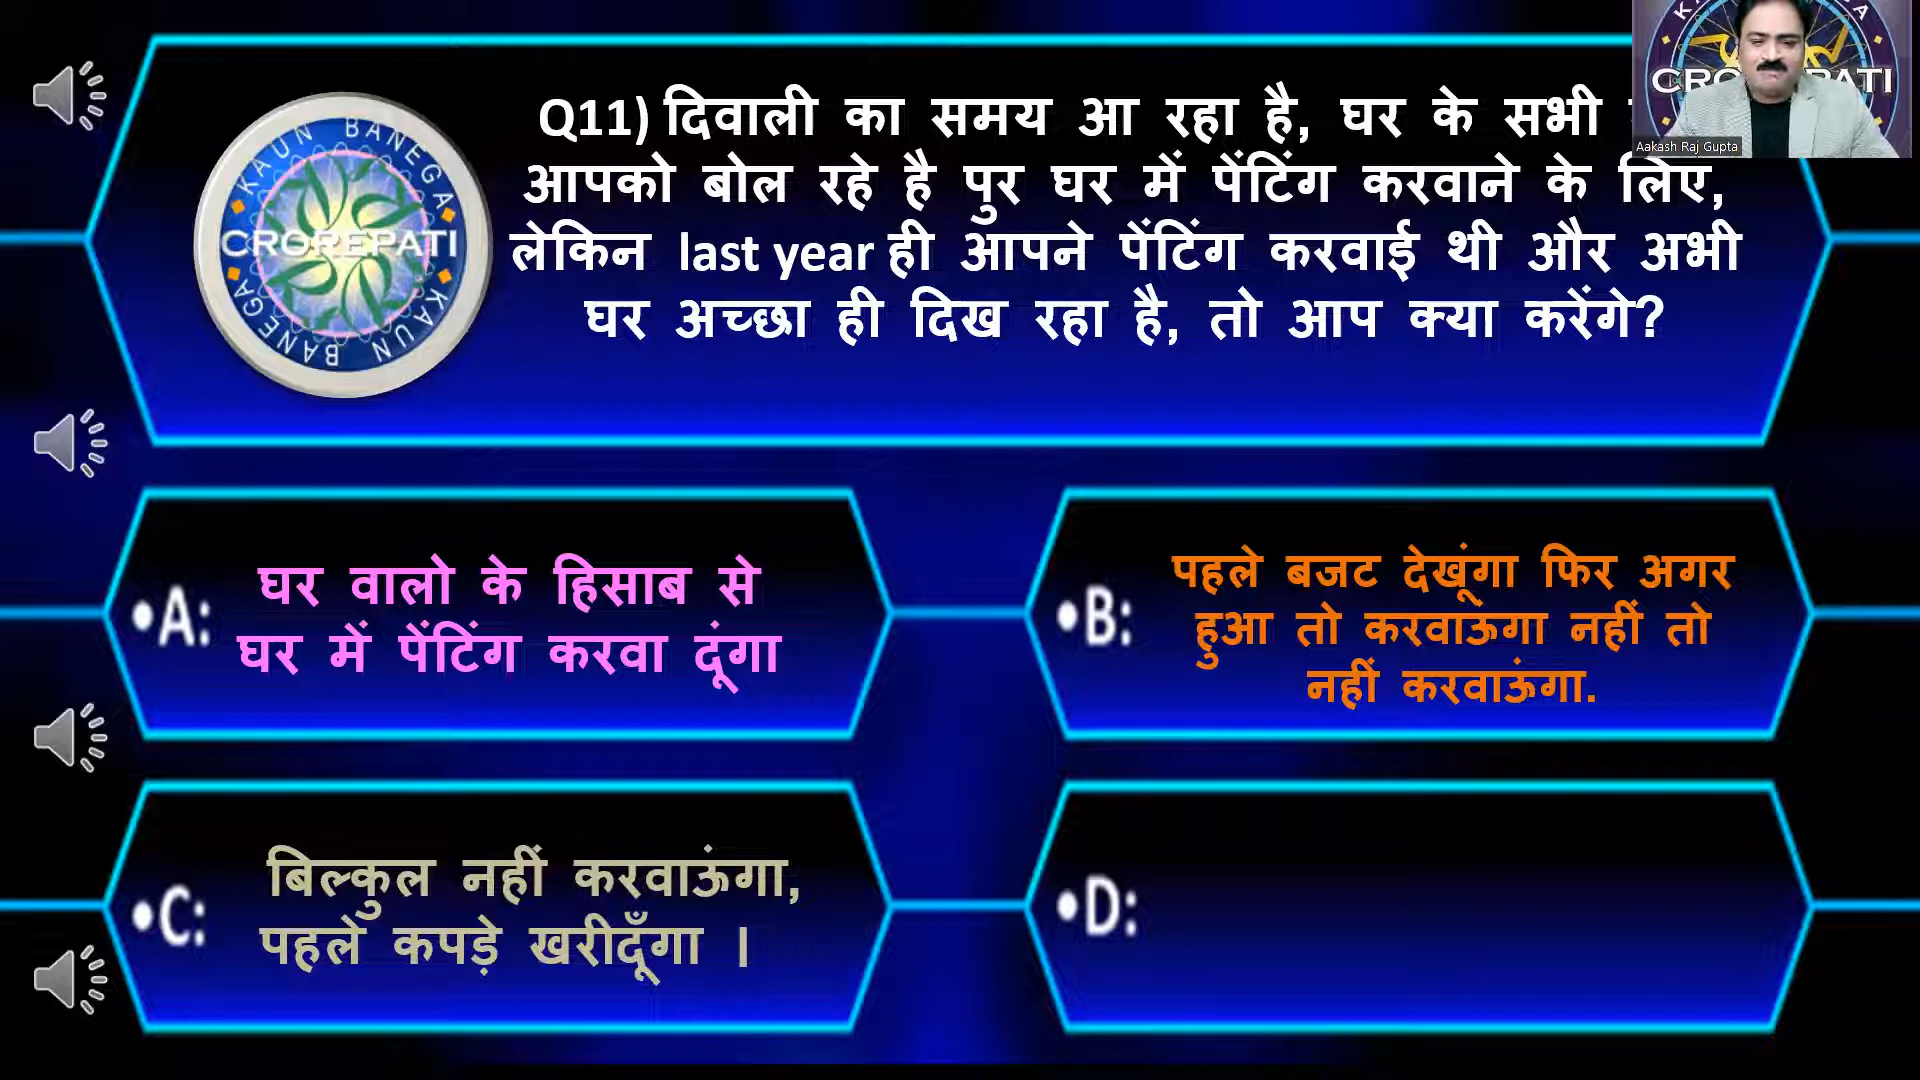 Q11) दिवाली का समय आ रहा है, घर के सभी
आपको बोल रहे है पुर घर में पेंटिंग करवाने के लिए,
लेकिन last year ही आपने पेंटिंग करवाई थी और अभी
घर अच्छा ही दिख रहा है, तो आप क्या करेंगे?
KAUN BANEGA
CROREPATI
KAUN BANEGA
Aakash Raj Gupta
•A: घर वालो के हिसाब से
घर में पेंटिंग करवा दूंगा
•B: पहले बजट देखूंगा फिर अगर
हुआ तो करवाऊंगा नहीं तो
नहीं करवाऊंगा.
•C: बिल्कुल नहीं करवाऊंगा,
पहले कपड़े खरीदूँगा ।
•D: